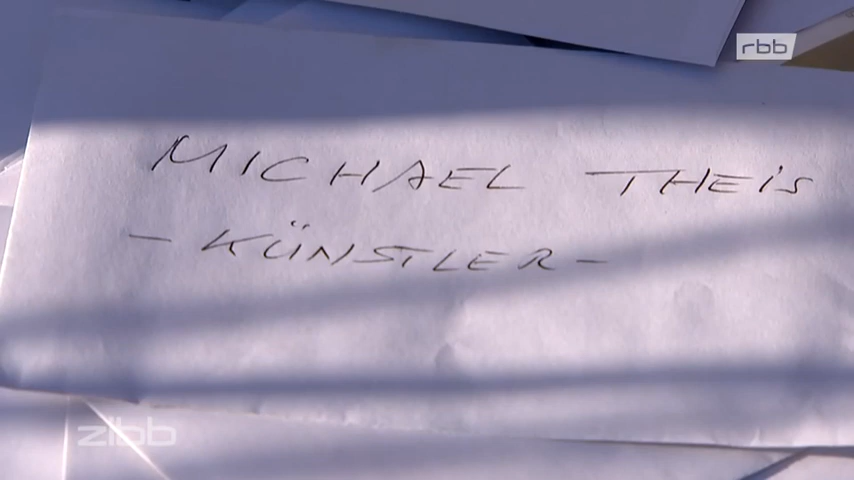 rbb
MICHAEL THEIS
- KÜNSTLER -
zibb